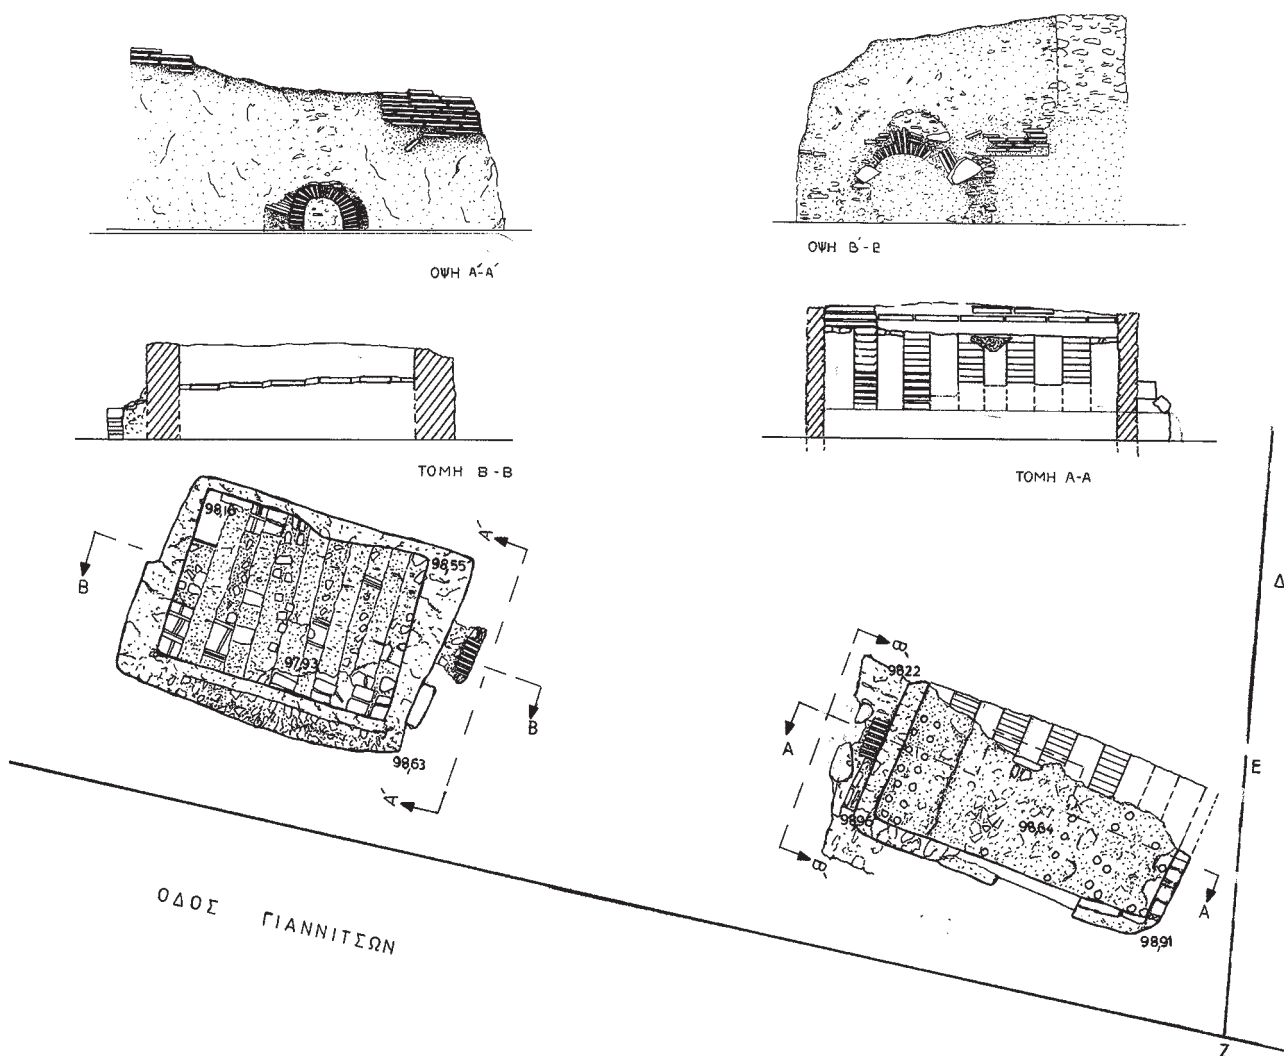 ΟΨΗ Α΄-Α΄
ΟΨΗ Β΄-Β
ΤΟΜΗ Β-Β
ΤΟΜΗ Α-Α
98,16
Α΄
98,55
Β
Β
97,93
98,63
Α΄
Δ
Β΄
98,22
Α
Ε
98,96
98,64
Β΄
Α
98,91
ΟΔΟΣ ΓΙΑΝΝΙΤΣΩΝ
Ζ